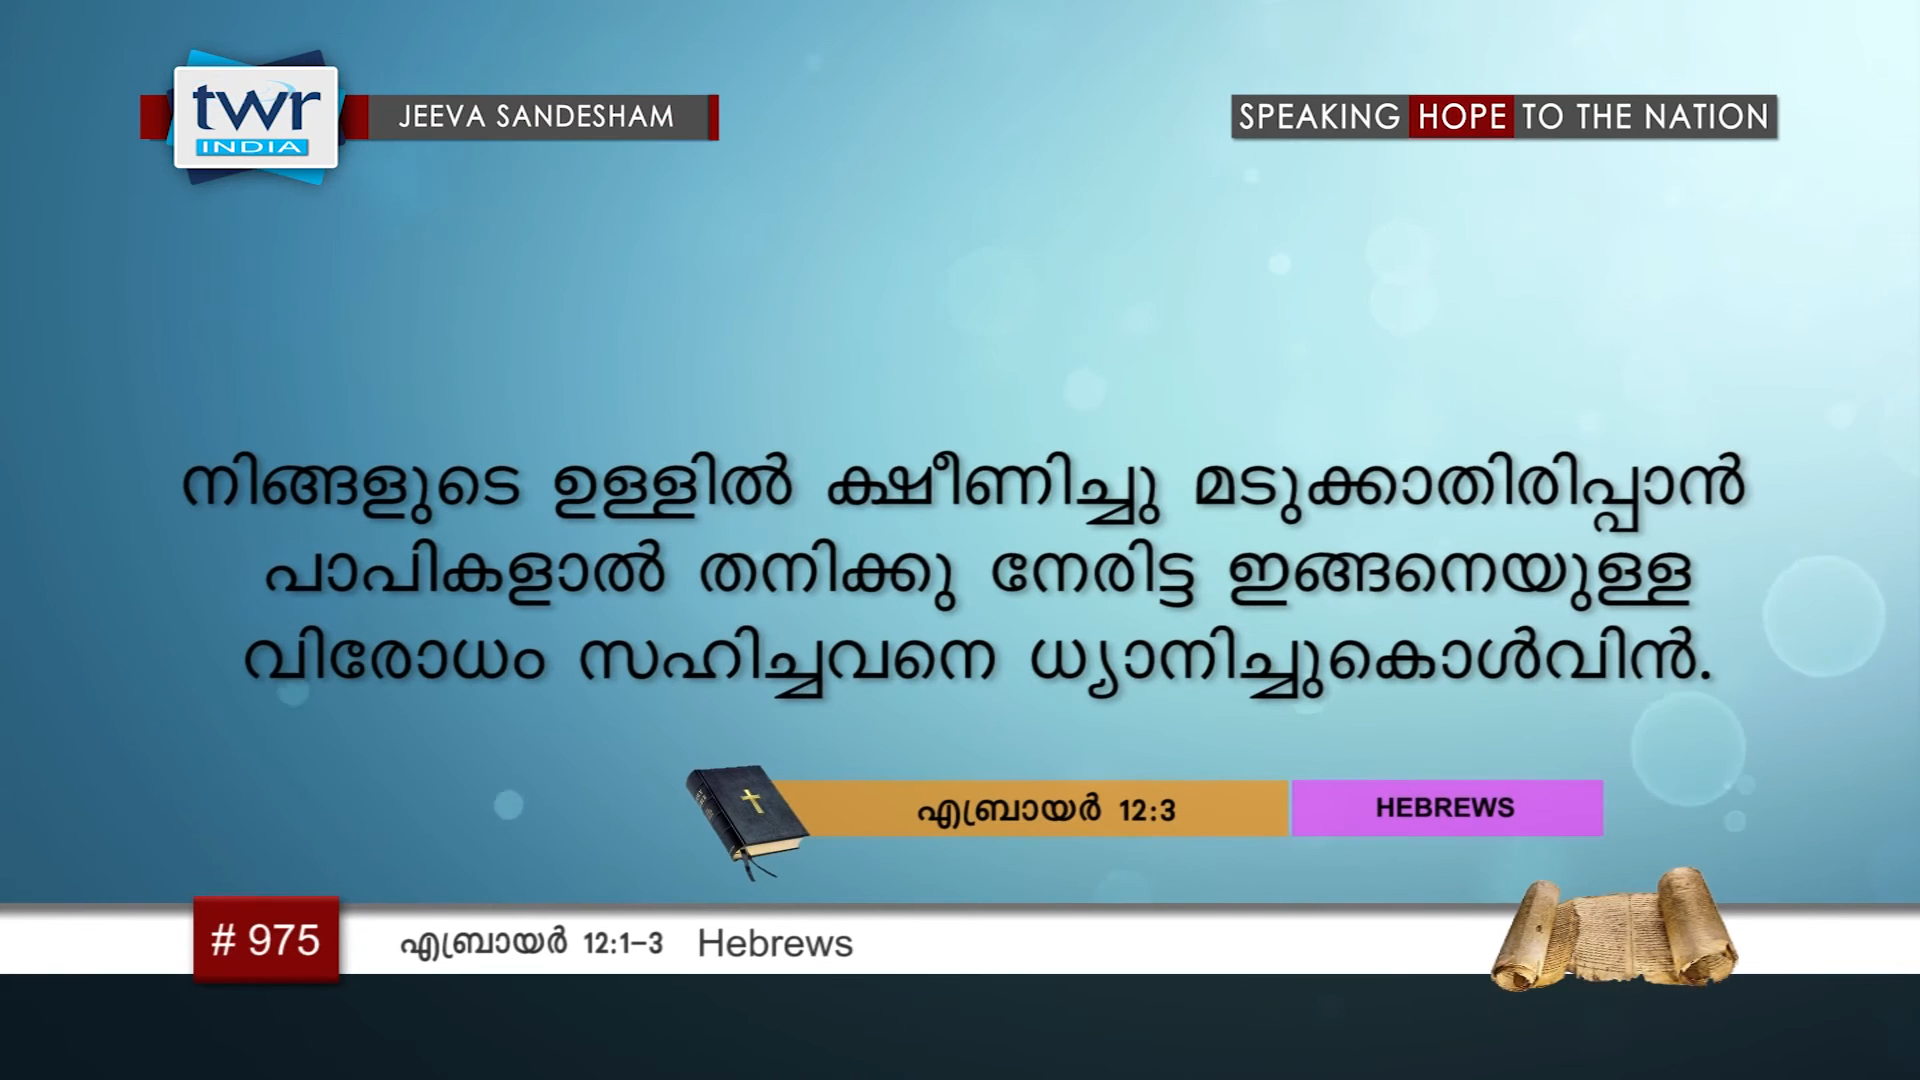 twr
INDIA
JEEVA SANDESHAM
SPEAKING HOPE TO THE NATION
നിങ്ങളുടെ ഉള്ളിൽ ക്ഷീണിച്ചു മടുക്കാതിരിപ്പാൻ
പാപികളാൽ തനിക്കു നേരിട്ട ഇങ്ങനെയുള്ള
വിരോധം സഹിച്ചവനെ ധ്യാനിച്ചുകൊൾവിൻ.
എബ്രായർ 12:3
HEBREWS
# 975
എബ്രായർ 12:1-3 Hebrews